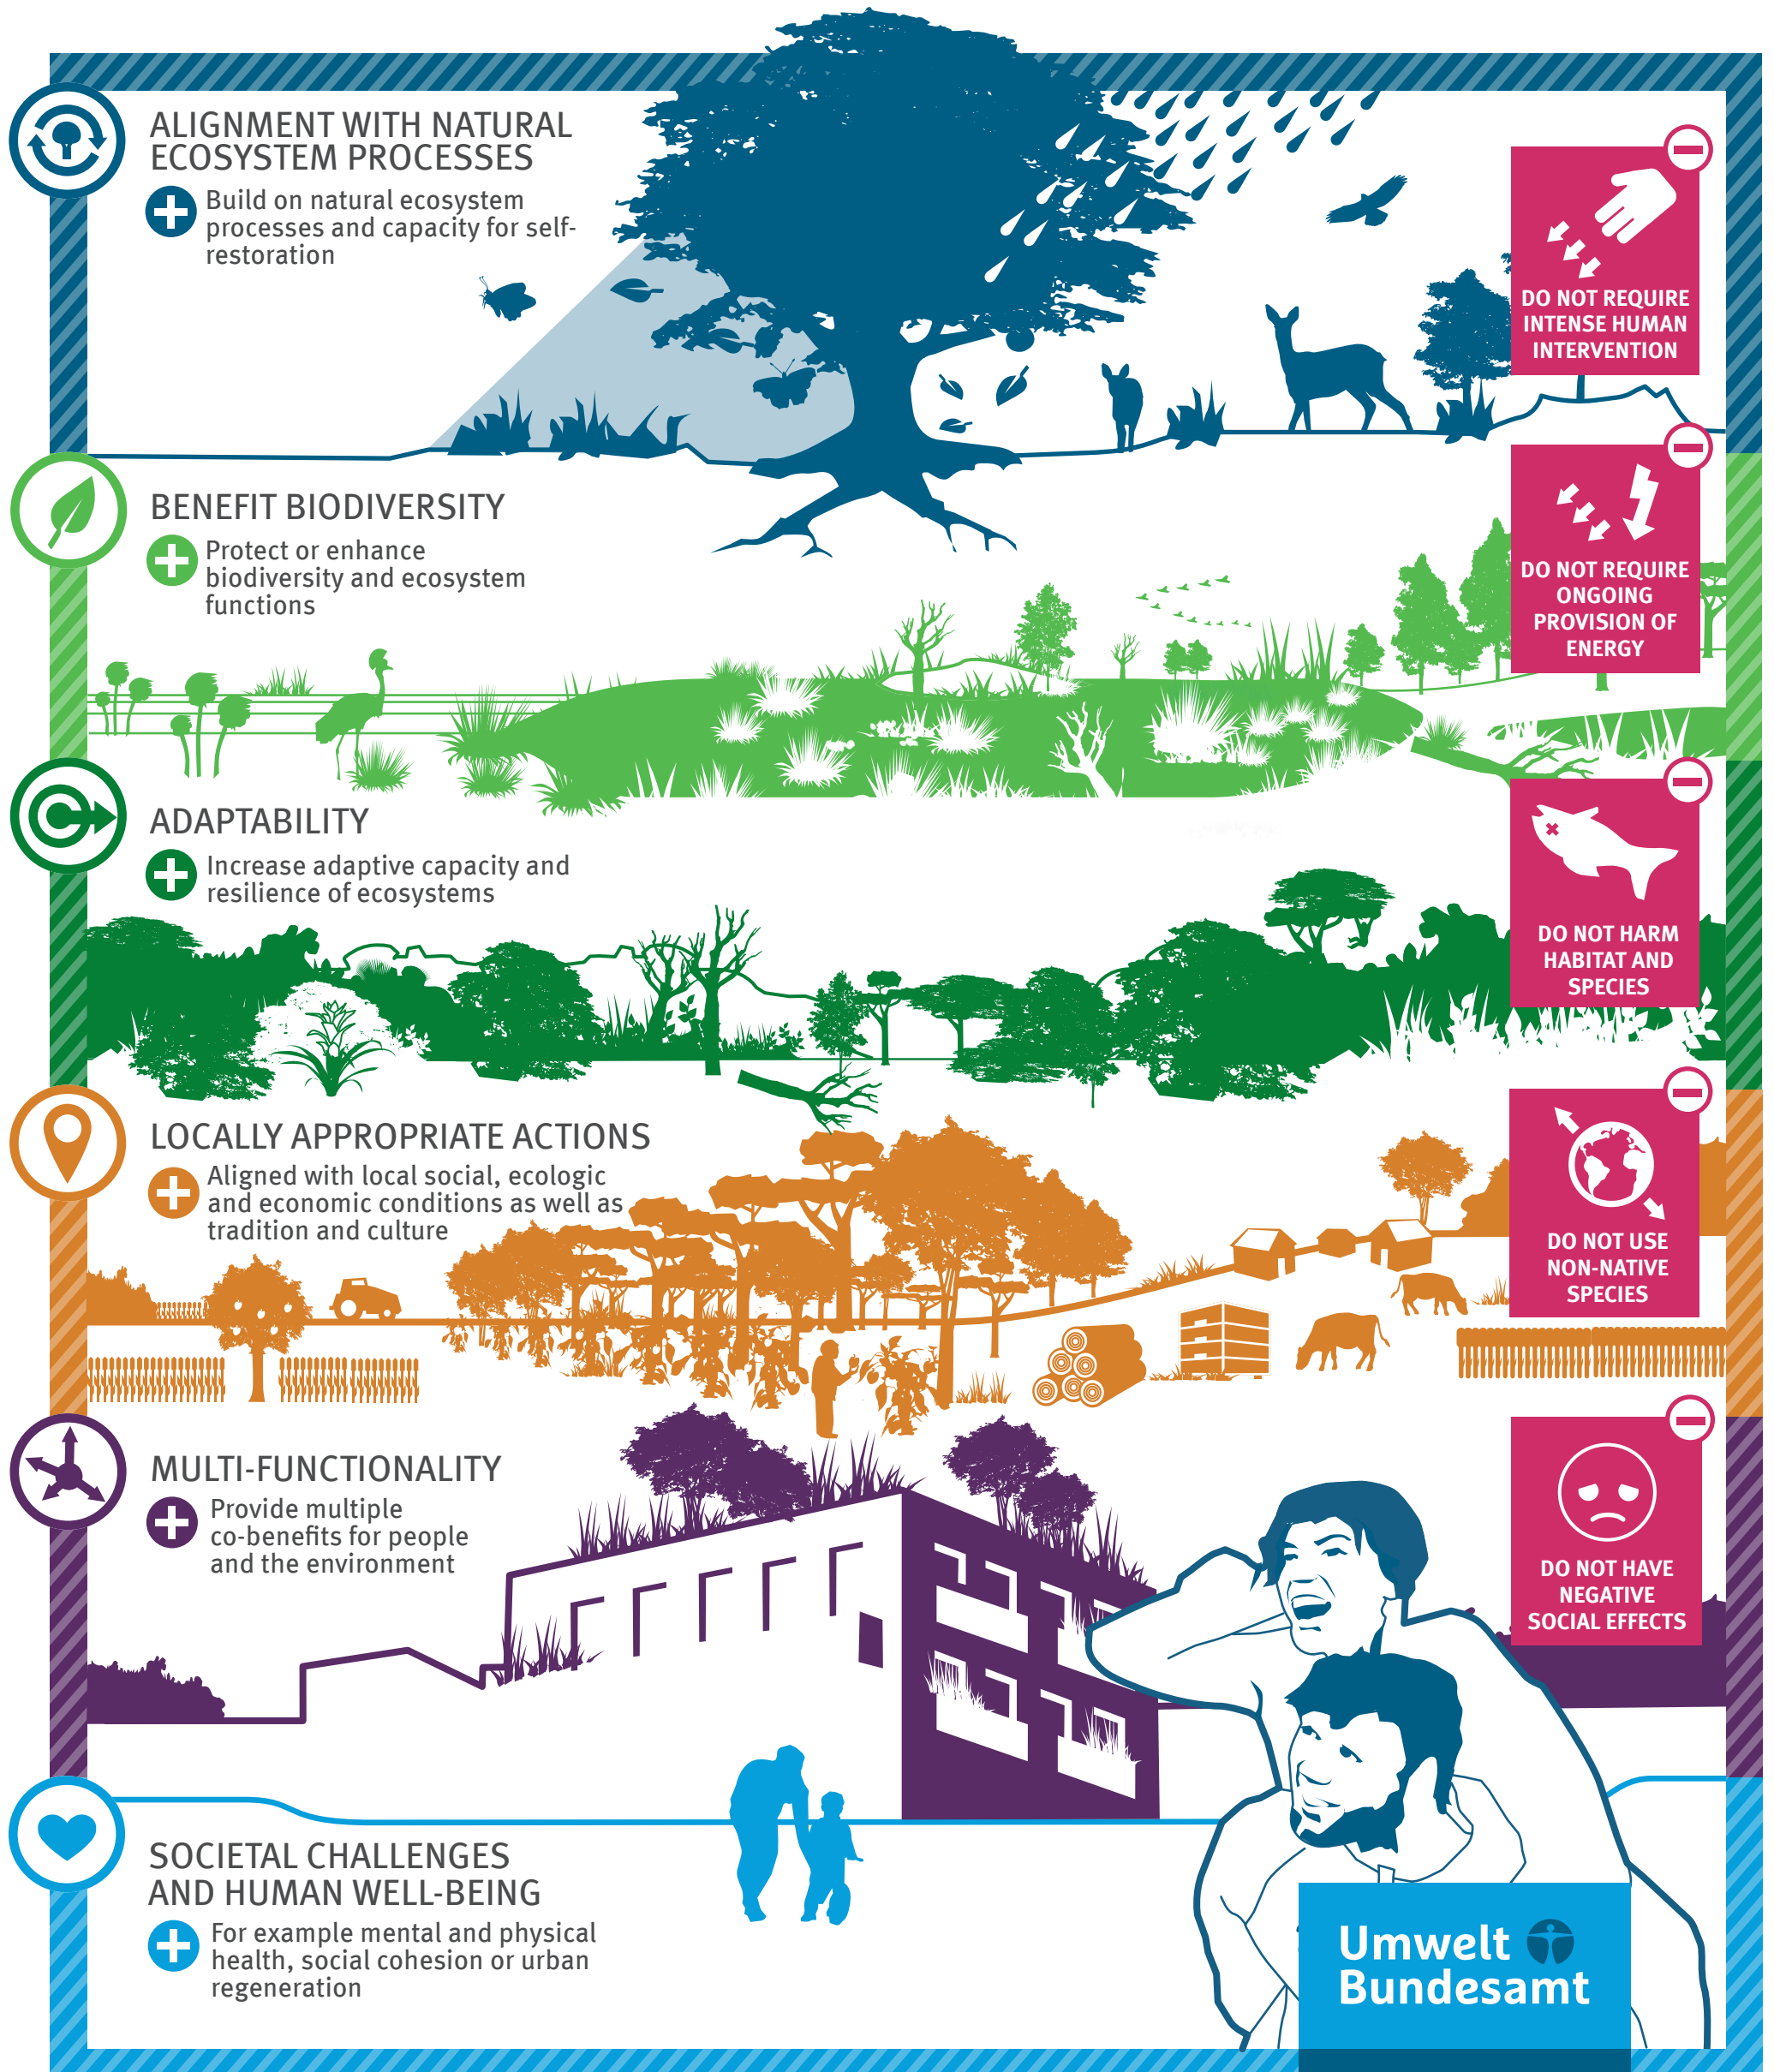 ALIGNMENT WITH NATURAL
ECOSYSTEM PROCESSES
Build on natural ecosystem
processes and capacity for self-
restoration
DO NOT REQUIRE
INTENSE HUMAN
INTERVENTION
BENEFIT BIODIVERSITY
Protect or enhance
biodiversity and ecosystem
functions
DO NOT REQUIRE
ONGOING
PROVISION OF
ENERGY
ADAPTABILITY
Increase adaptive capacity and
resilience of ecosystems
DO NOT HARM
HABITAT AND
SPECIES
LOCALLY APPROPRIATE ACTIONS
Aligned with local social, ecologic
and economic conditions as well as
tradition and culture
DO NOT USE
NON-NATIVE
SPECIES
MULTI-FUNCTIONALITY
Provide multiple
co-benefits for people
and the environment
DO NOT HAVE
NEGATIVE
SOCIAL EFFECTS
SOCIETAL CHALLENGES
AND HUMAN WELL-BEING
For example mental and physical
health, social cohesion or urban
regeneration
Umwelt
Bundesamt